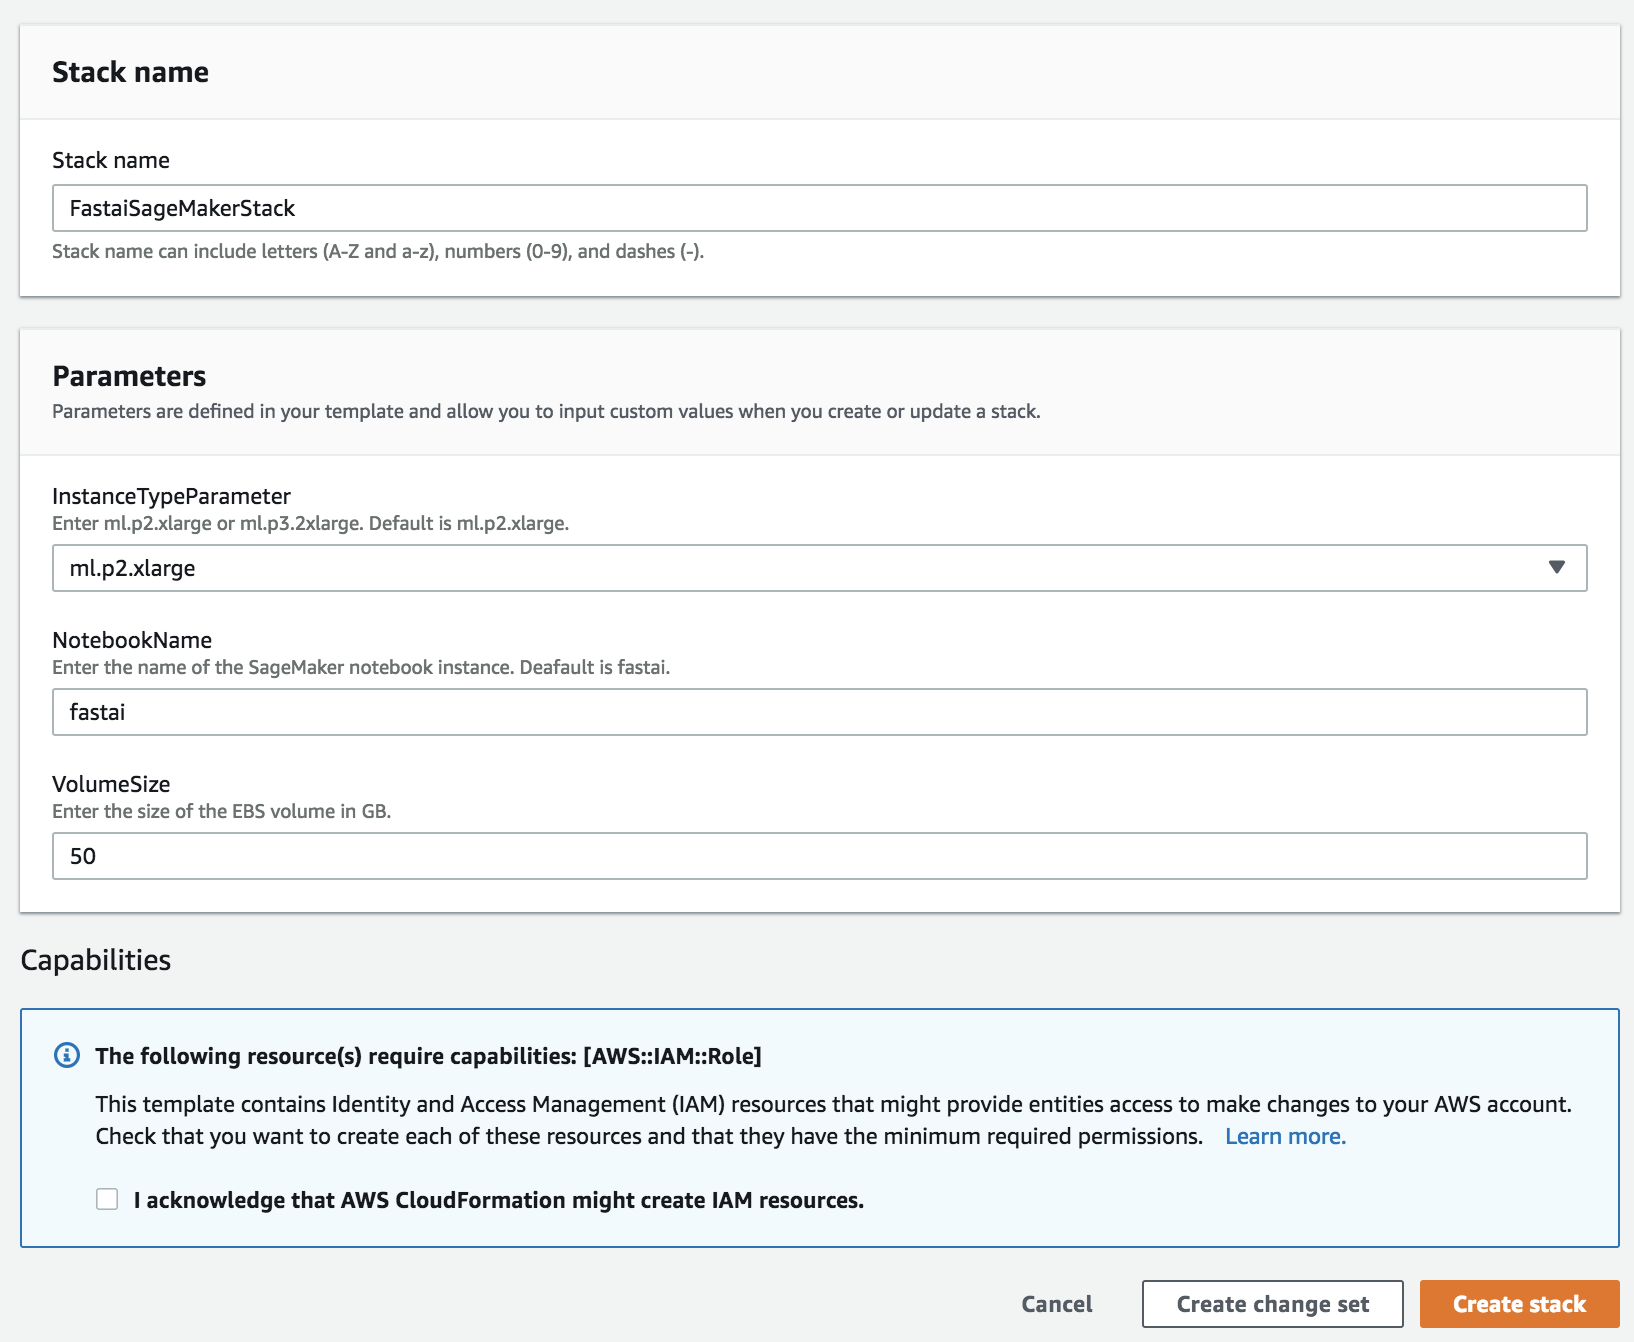 Stack name
Stack name
FastaiSageMakerStack
Stack name can include letters (A-Z and a-z), numbers (0-9), and dashes (-).
Parameters
Parameters are defined in your template and allow you to input custom values when you create or update a stack.
InstanceTypeParameter
Enter ml.p2.xlarge or ml.p3.2xlarge. Default is ml.p2.xlarge.
ml.p2.xlarge
NotebookName
Enter the name of the SageMaker notebook instance. Deafault is fastai.
fastai
VolumeSize
Enter the size of the EBS volume in GB.
50
Capabilities
The following resource(s) require capabilities: [AWS::IAM::Role]
This template contains Identity and Access Management (IAM) resources that might provide entities access to make changes to your AWS account.
Check that you want to create each of these resources and that they have the minimum required permissions. Learn more.
I acknowledge that AWS CloudFormation might create IAM resources.
Cancel Create change set Create stack